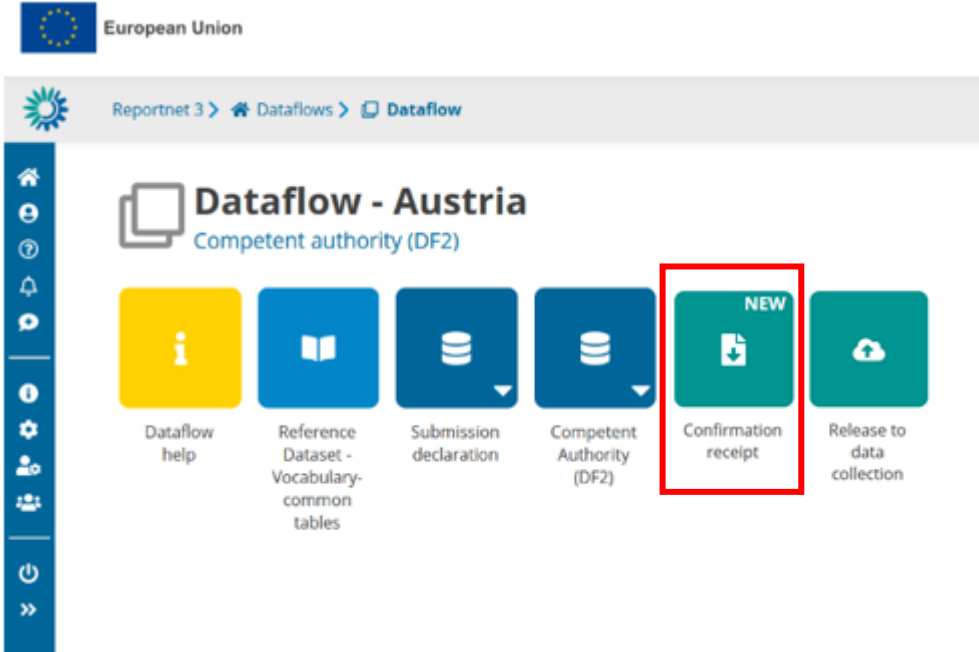 European Union
Reportnet 3 > Dataflows > Dataflow
Dataflow - Austria
Competent authority (DF2)
NEW
Dataflow
help
Reference
Dataset -
Vocabulary-
common
tables
Submission
declaration
Competent
Authority
(DF2)
Confirmation
receipt
Release to
data
collection